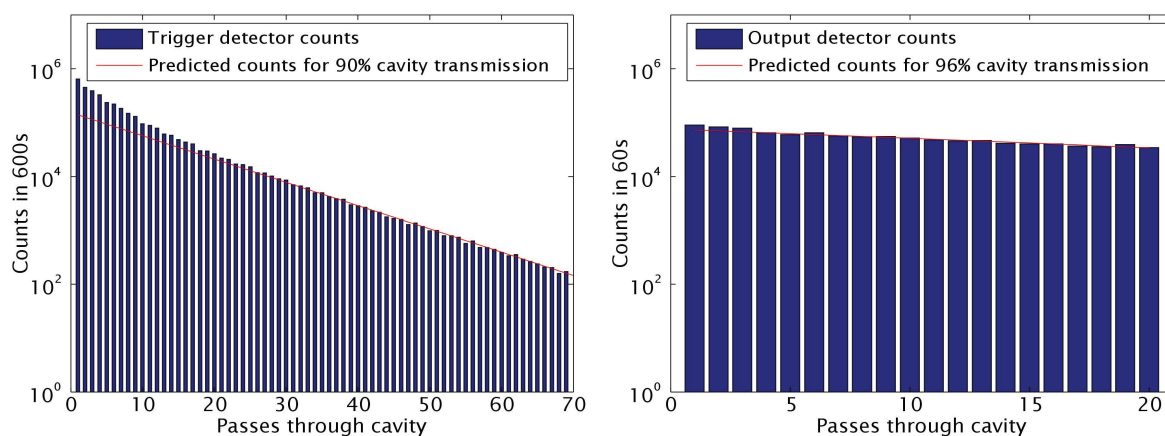 Trigger detector counts
Predicted counts for 90% cavity transmission
10^6
10^4
10^2
10^0
Counts in 600s
0 10 20 30 40 50 60 70
Passes through cavity
Output detector counts
Predicted counts for 96% cavity transmission
10^6
10^4
10^2
10^0
Counts in 60s
0 5 10 15 20
Passes through cavity